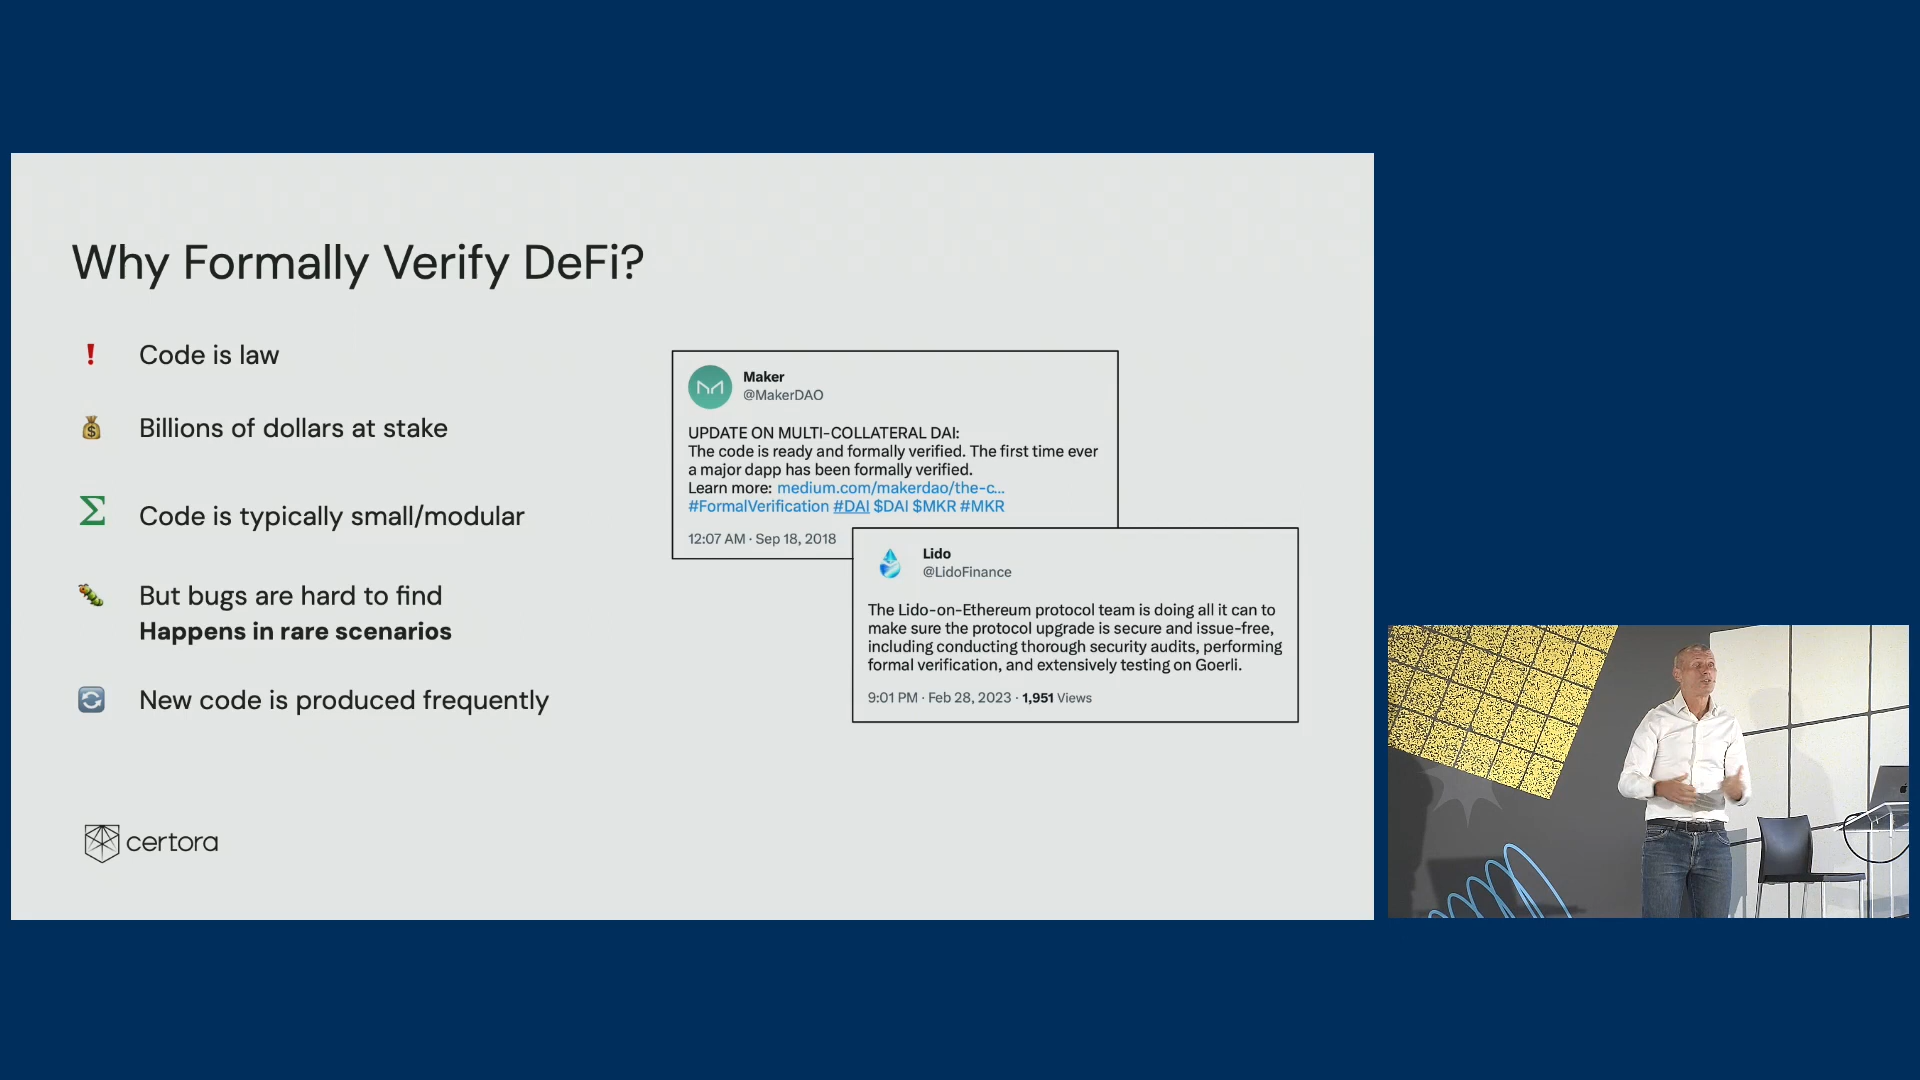 Why Formally Verify DeFi?
Code is law
Billions of dollars at stake
Code is typically small/modular
But bugs are hard to find
Happens in rare scenarios
New code is produced frequently
Maker
@MakerDAO
UPDATE ON MULTI-COLLATERAL DAI:
The code is ready and formally verified. The first time ever
a major dapp has been formally verified.
Learn more: medium.com/makerdao/the-c...
#FormalVerification #DAI $DAI $MKR #MKR
12:07 AM · Sep 18, 2018
Lido
@LidoFinance
The Lido-on-Ethereum protocol team is doing all it can to
make sure the protocol upgrade is secure and issue-free,
including conducting thorough security audits, performing
formal verification, and extensively testing on Goerli.
9:01 PM · Feb 28, 2023 · 1,951 Views
certora